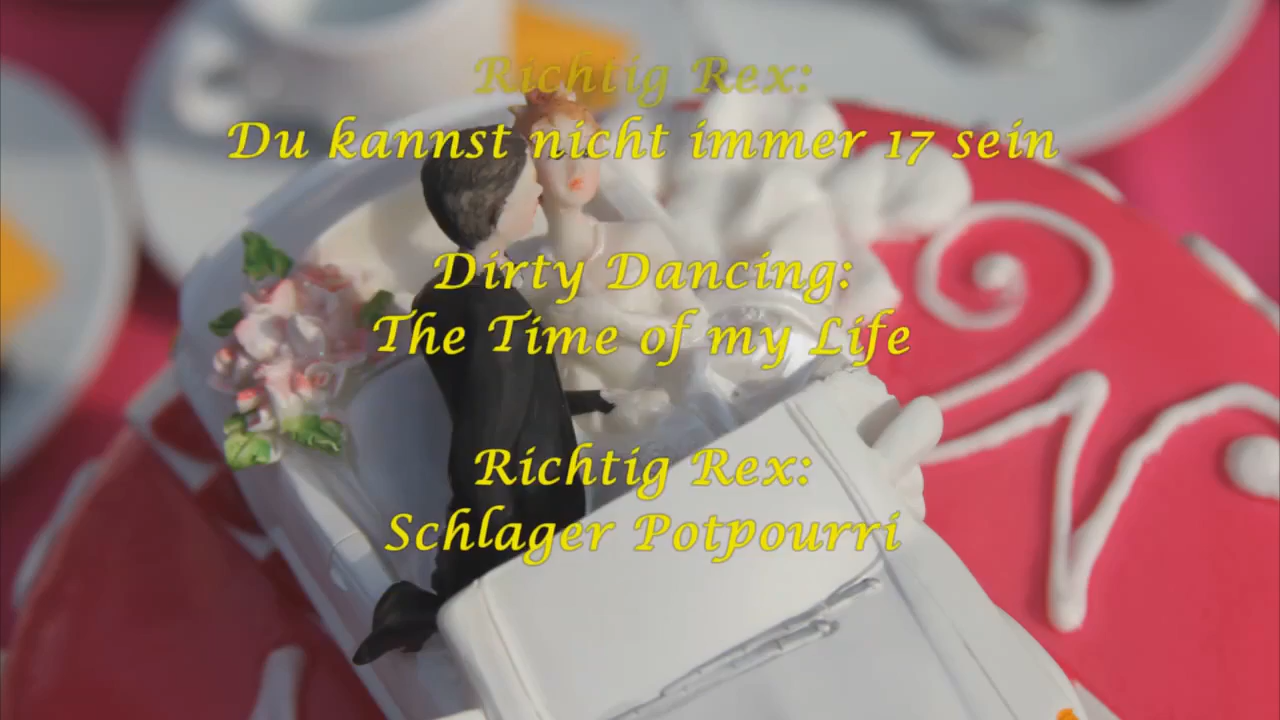 Richtig Rex:
Du kannst nicht immer 17 sein
Dirty Dancing:
The Time of my Life
Richtig Rex:
Schlager Potpourri